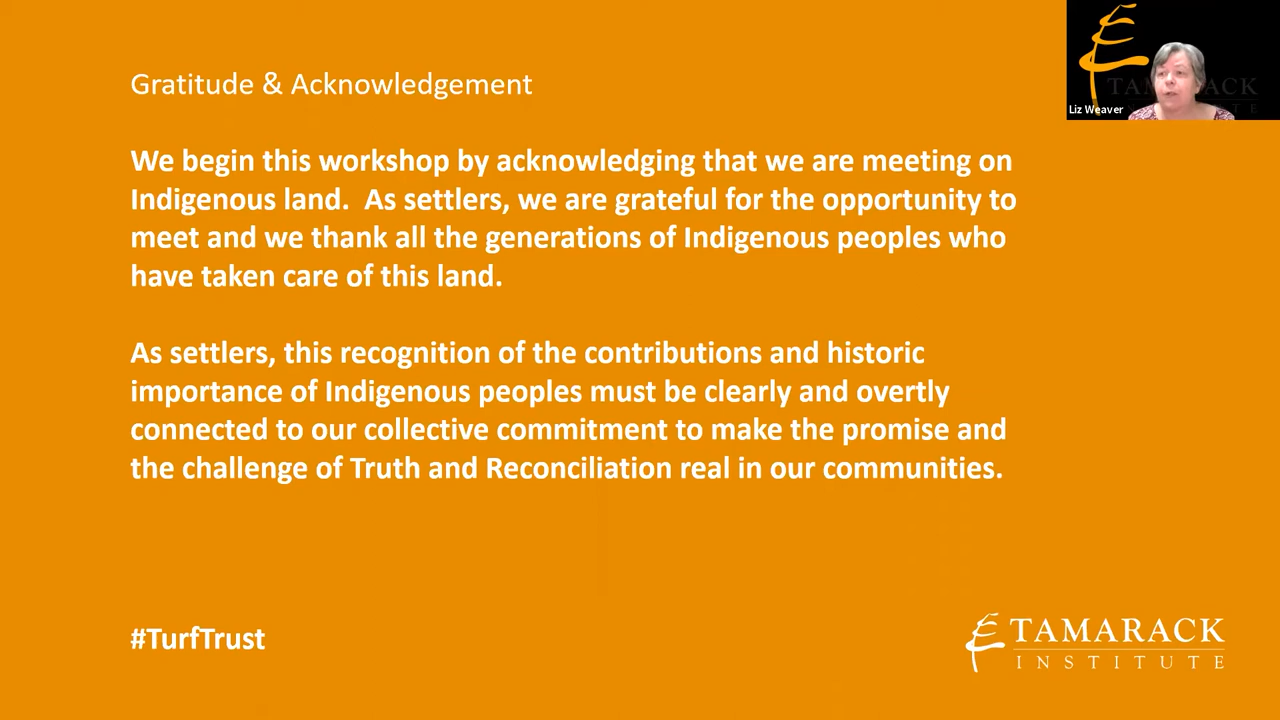 Gratitude & Acknowledgement
We begin this workshop by acknowledging that we are meeting on
Indigenous land.  As settlers, we are grateful for the opportunity to
meet and we thank all the generations of Indigenous peoples who
have taken care of this land.
As settlers, this recognition of the contributions and historic
importance of Indigenous peoples must be clearly and overtly
connected to our collective commitment to make the promise and
the challenge of Truth and Reconciliation real in our communities.
#TurfTrust
TAMARACK
INSTITUTE
Liz Weaver